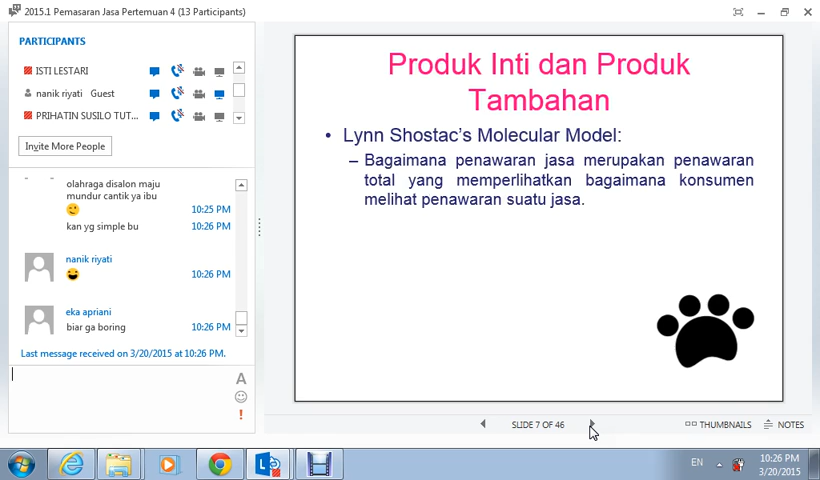 2015.1 Pemasaran Jasa Pertemuan 4 (13 Participants)
PARTICIPANTS
ISTI LESTARI
nanik riyati Guest
PRIHATIN SUSILO TUT...
Invite More People
olahraga disalon maju
mundur cantik ya ibu
10:25 PM
kan yg simple bu 10:26 PM
nanik riyati
10:26 PM
eka apriani
biar ga boring 10:26 PM
Last message received on 3/20/2015 at 10:26 PM.
A
!
Produk Inti dan Produk
Tambahan
• Lynn Shostac's Molecular Model:
– Bagaimana penawaran jasa merupakan penawaran
total yang memperlihatkan bagaimana konsumen
melihat penawaran suatu jasa.
SLIDE 7 OF 46
THUMBNAILS
NOTES
EN
10:26 PM
3/20/2015